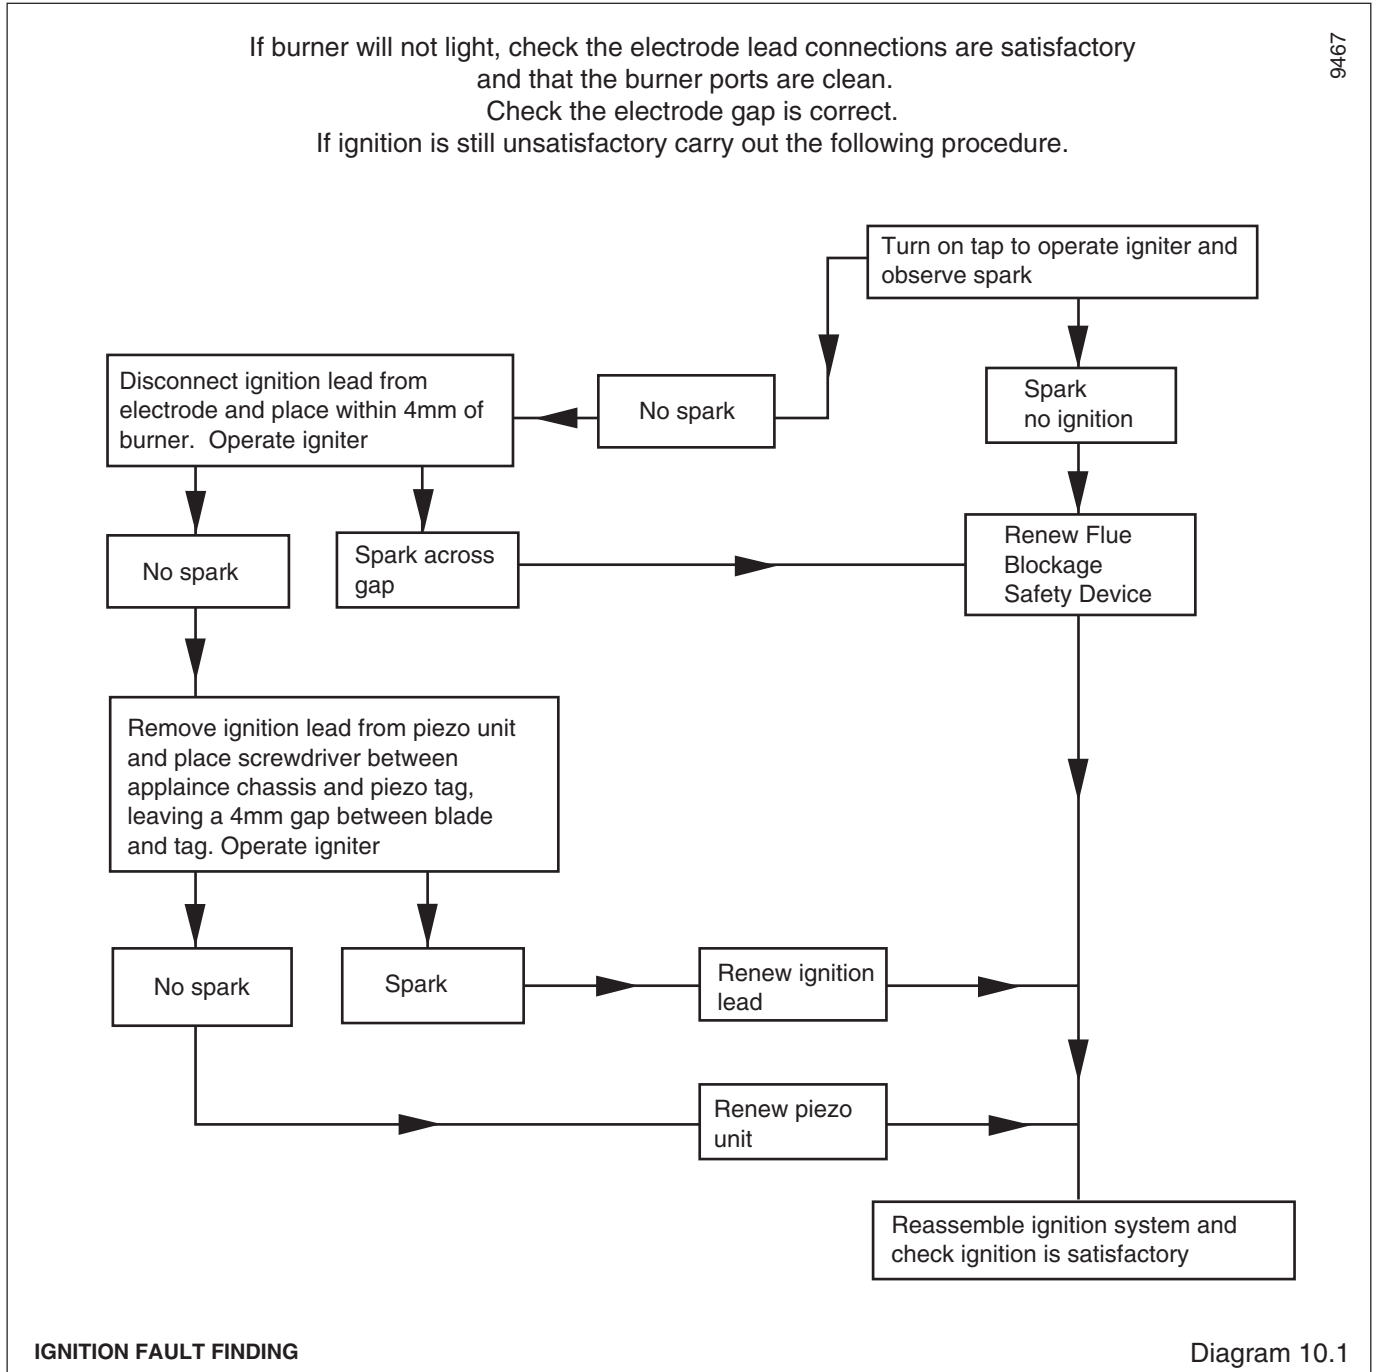 If burner will not light, check the electrode lead connections are satisfactory
and that the burner ports are clean.
Check the electrode gap is correct.
If ignition is still unsatisfactory carry out the following procedure.
9467
Turn on tap to operate igniter and
observe spark
Disconnect ignition lead from
electrode and place within 4mm of
burner. Operate igniter
No spark
Spark
no ignition
No spark
Spark across
gap
Renew Flue
Blockage
Safety Device
Remove ignition lead from piezo unit
and place screwdriver between
applaince chassis and piezo tag,
leaving a 4mm gap between blade
and tag. Operate igniter
No spark
Spark
Renew ignition
lead
Renew piezo
unit
Reassemble ignition system and
check ignition is satisfactory
IGNITION FAULT FINDING
Diagram 10.1